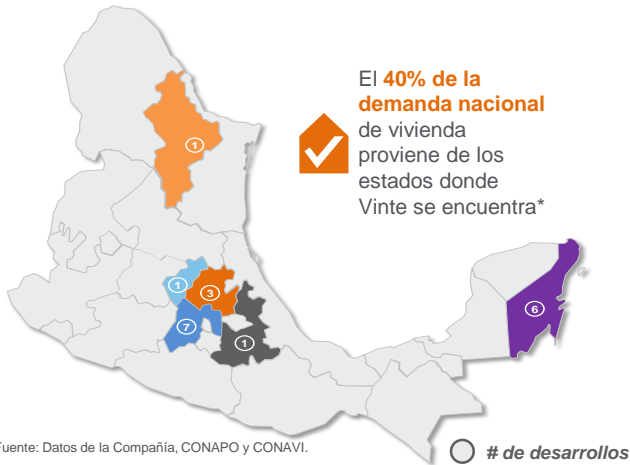 El 40% de la
demanda nacional
de vivienda
proviene de los
estados donde
Vinte se encuentra*
1
1
3
6
7
1
Fuente: Datos de la Compañía, CONAPO y CONAVI.
# de desarrollos